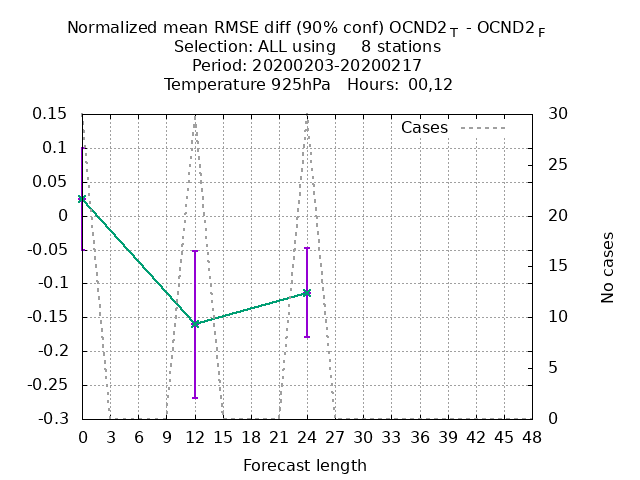 Normalized mean RMSE diff (90% conf) OCND2 T - OCND2 F
Selection: ALL using 8 stations
Period: 20200203-20200217
Temperature 925hPa Hours: 00,12
0.15
0.1
0.05
0
-0.05
-0.1
-0.15
-0.2
-0.25
-0.3
Cases
30
25
20
15
10
5
0
No cases
0 3 6 9 12 15 18 21 24 27 30 33 36 39 42 45 48
Forecast length